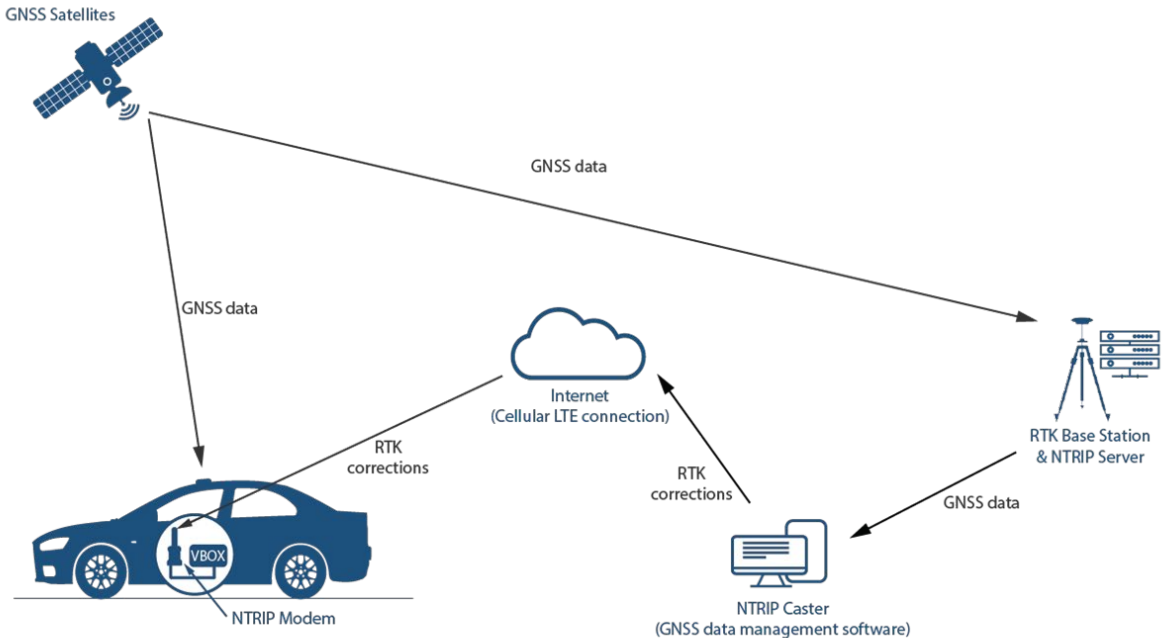 GNSS Satellites
GNSS data
GNSS data
Internet
(Cellular LTE connection)
RTK
corrections
RTK
corrections
RTK Base Station
& NTRIP Server
GNSS data
VBOX
NTRIP Modem
NTRIP Caster
(GNSS data management software)